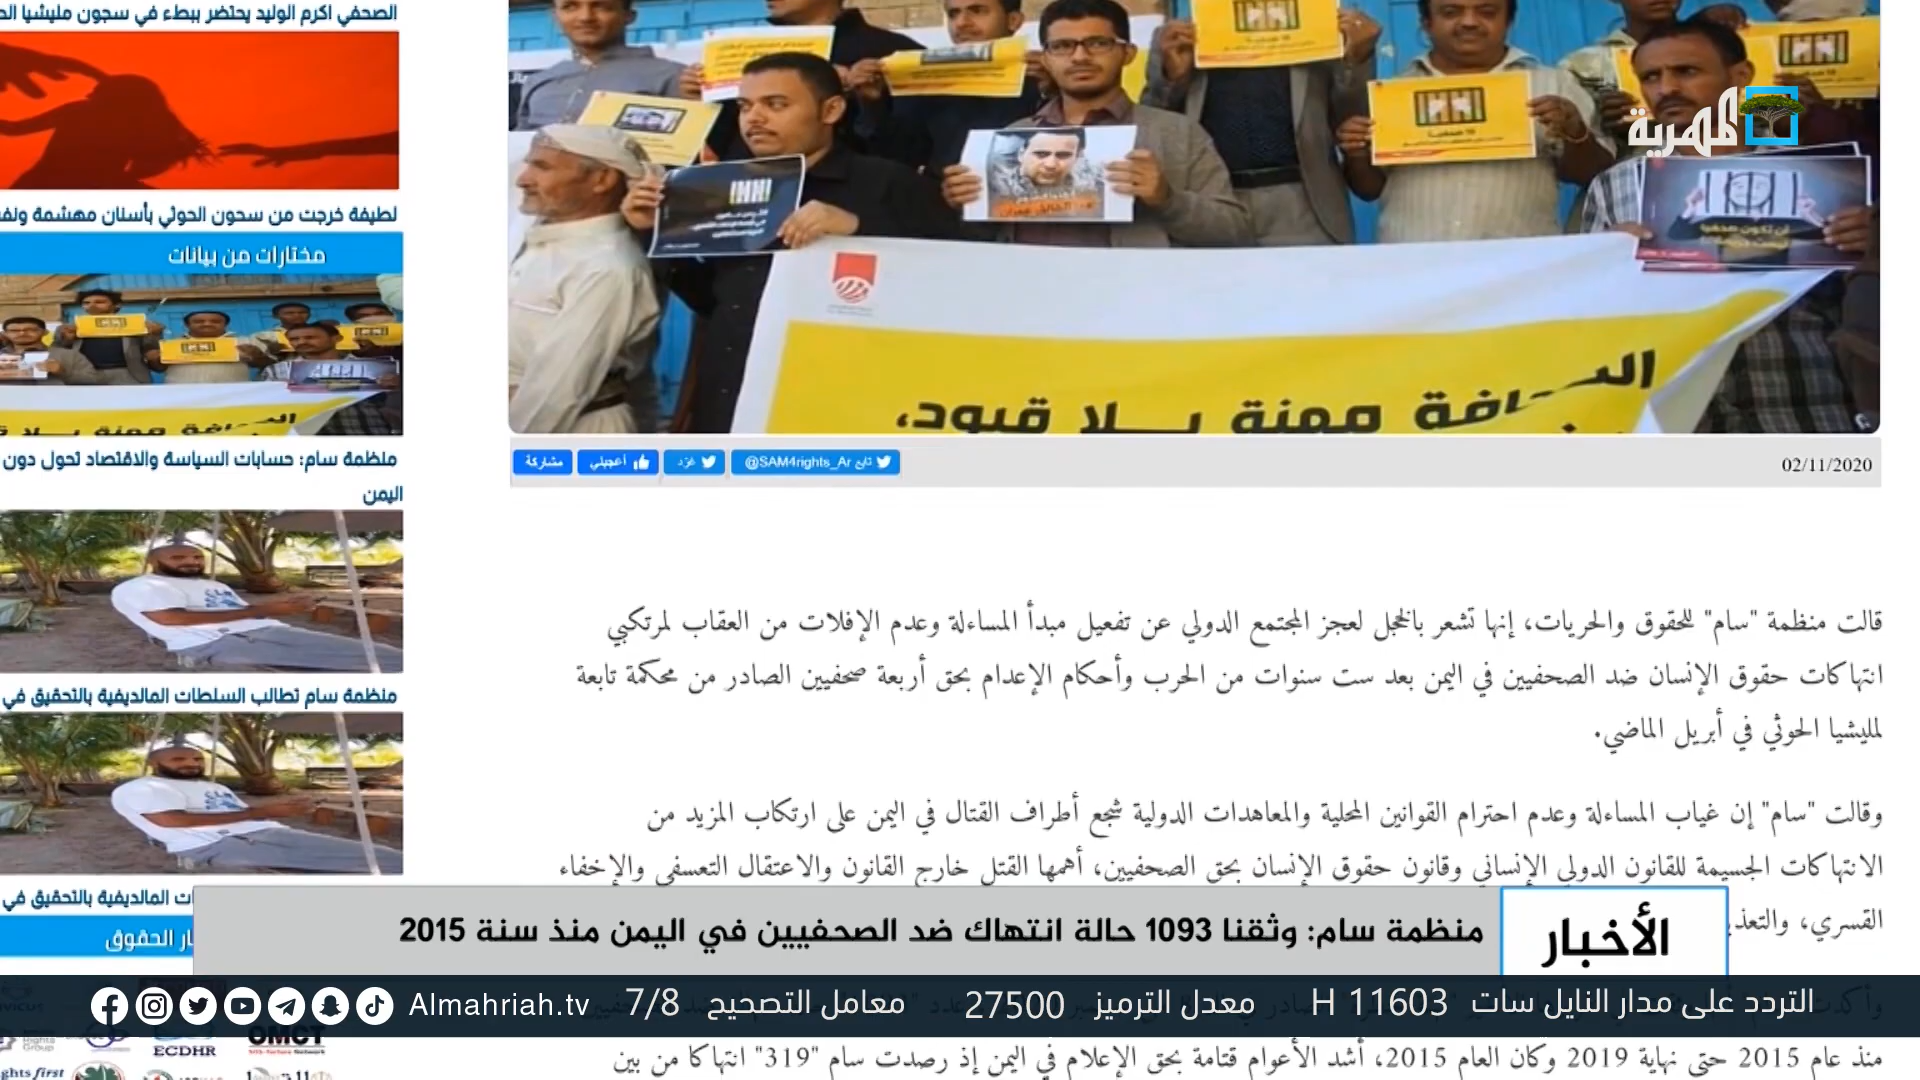 الصحفي اكرم الوليد يحتضر ببطء في سجون مليشيا
لطيفة خرجت من سجون الحوثي بأسنان مهشمة
مختارات من بيانات
منظمة سام: حسابات السياسة والاقتصاد تحول دون
اليمن
منظمة سام تطالب السلطات المالديفية بالتحقيق في
المالديفية بالتحقيق في
الحقوق
المهرية
الصحافة مهنة بلا قيود،
02/11/2020
تابع @SAM4rights_Ar
غرّد
أعجبني
مشاركة
قالت منظمة "سام" للحقوق والحريات، إنها تشعر بالخجل لعجز المجتمع الدولي عن تفعيل مبدأ المساءلة وعدم الإفلات من العقاب لمرتكبي
انتهاكات حقوق الإنسان ضد الصحفيين في اليمن بعد ست سنوات من الحرب وأحكام الإعدام بحق أربعة صحفيين الصادر من محكمة تابعة
لمليشيا الحوثي في أبريل الماضي.
وقالت "سام" إن غياب المساءلة وعدم احترام القوانين المحلية والمعاهدات الدولية شجع أطراف القتال في اليمن على ارتكاب المزيد من
الانتهاكات الجسيمة للقانون الدولي الإنساني وقانون حقوق الإنسان بحق الصحفيين، أهمها القتل خارج القانون والاعتقال التعسفي والإخفاء
القسري،
الأخبار
منظمة سام: وثقنا 1093 حالة انتهاك ضد الصحفيين في اليمن منذ سنة 2015
التردد على مدار النايل سات H 11603 معدل الترميز 27500 معامل التصحيح 7/8 Almahriah.tv
منذ عام 2015 حتى نهاية 2019 وكان العام 2015، أشد الأعوام قتامة بحق الإعلام في اليمن إذ رصدت سام "319" انتهاكا من بين
ECDHR
OMCT